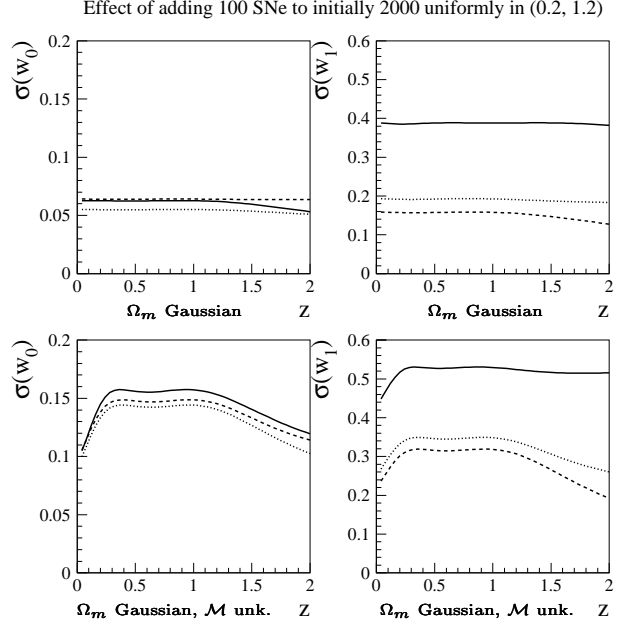 Effect of adding 100 SNe to initially 2000 uniformly in (0.2, 1.2)
σ(w₀)
0.2
0.15
0.1
0.05
0
0 0.5 1 1.5 2
Ωₘ Gaussian z
σ(w₁)
0.6
0.5
0.4
0.3
0.2
0.1
0
0 0.5 1 1.5 2
Ωₘ Gaussian z
σ(w₀)
0.2
0.15
0.1
0.05
0
0 0.5 1 1.5 2
Ωₘ Gaussian, ℳ unk. z
σ(w₁)
0.6
0.5
0.4
0.3
0.2
0.1
0
0 0.5 1 1.5 2
Ωₘ Gaussian, ℳ unk. z